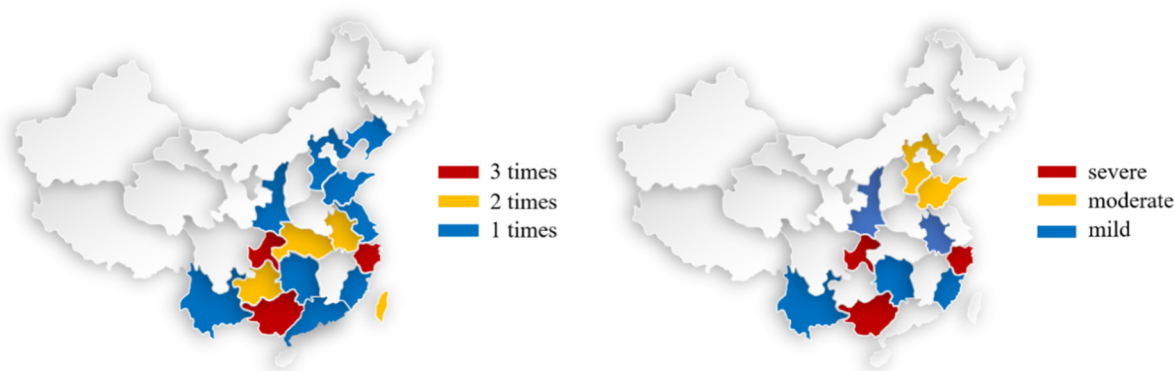 3 times
2 times
1 times
severe
moderate
mild